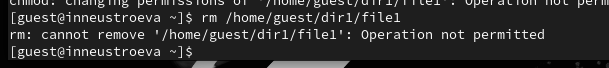 chmod: changing permissions of '/home/guest/dir1/file1': Operation not perm
[guest@inneustroeva ~]$ rm /home/guest/dir1/file1
rm: cannot remove '/home/guest/dir1/file1': Operation not permitted
[guest@inneustroeva ~]$